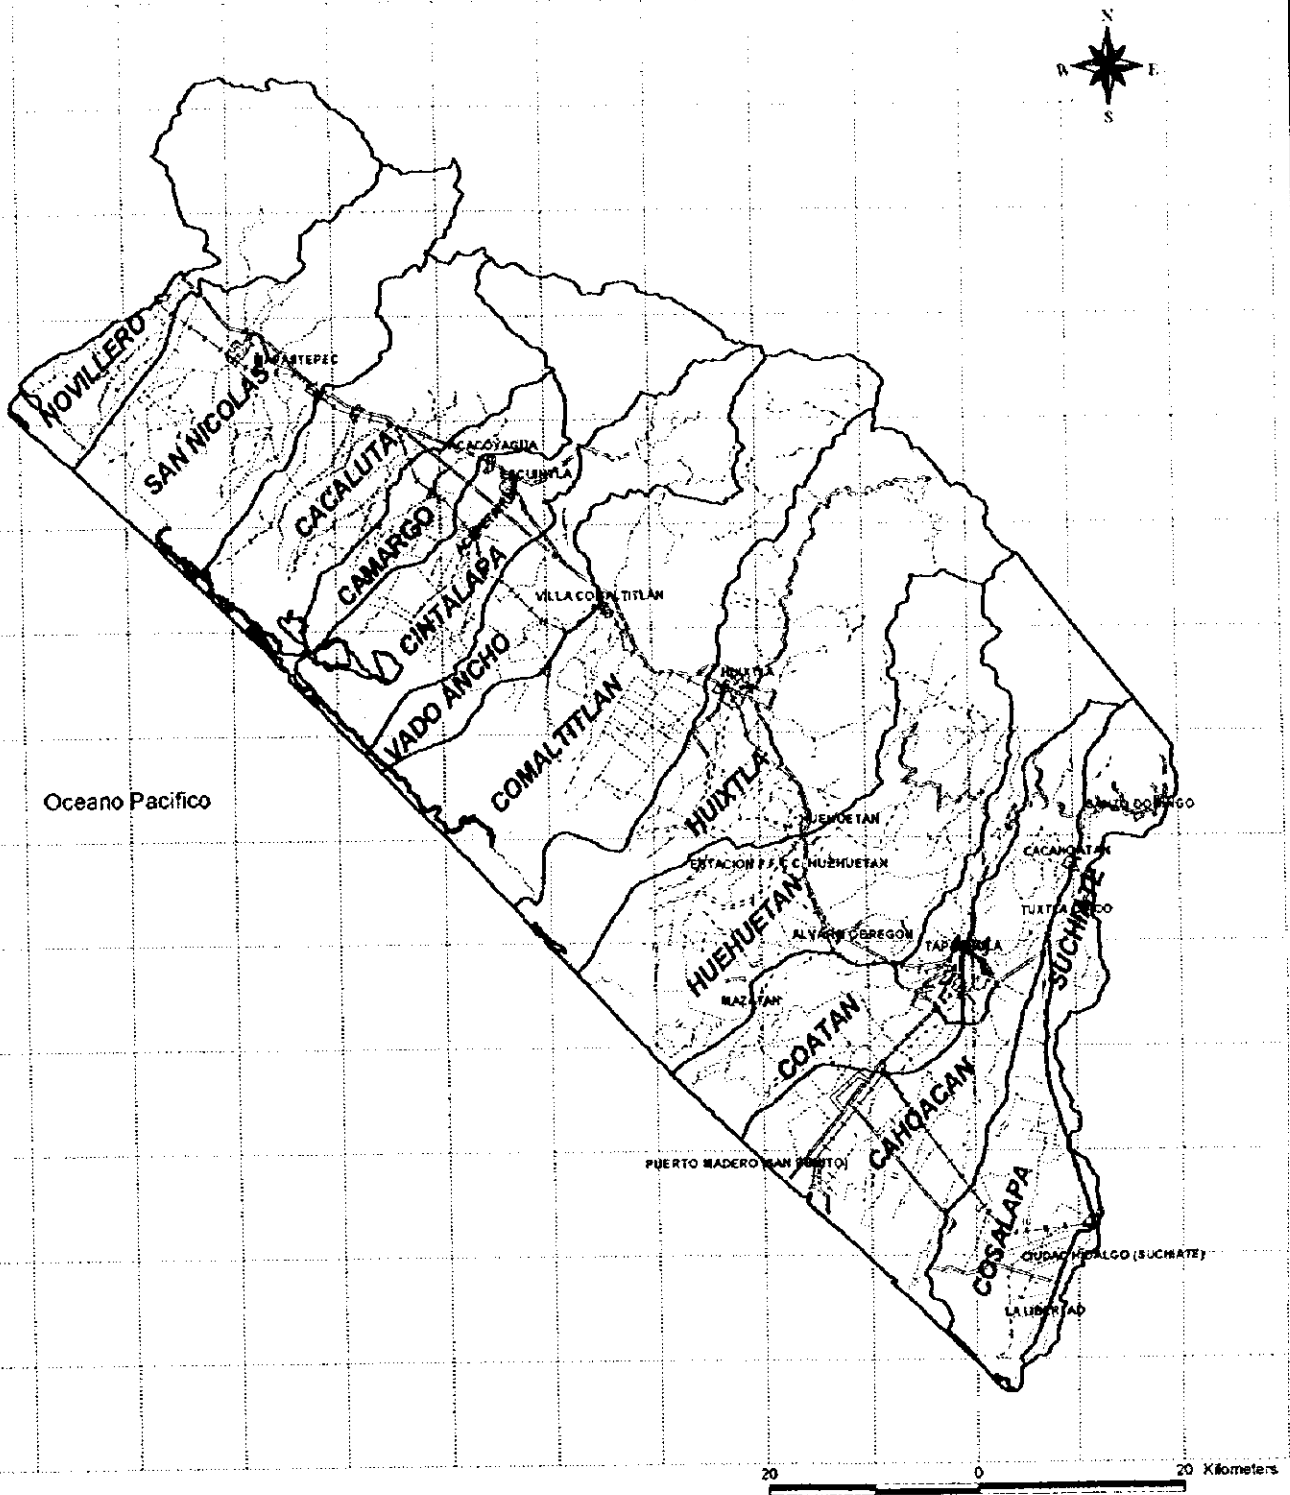 N
W E
S
NOVILLERO
MAPASTEPEC
SAN NICOLAS
CACALUTA
ACACOYAGUA
ESCUINTLA
CAMARGO
CINTALAPA
VILLA COMALTITLAN
VADO ANCHO
COMALTITLAN
HUIXTLA
HUIXTLA
Oceano Pacifico
HUEHUETAN
CACAHOATAN
HUEHUETAN
TUXTLA CHICO
SUCHIATE
ALVARO OBREGON
TAPACHULA
MAZATAN
COATAN
CAHOACAN
PUERTO MADERO (SAN BENITO)
COSALAPA
CIUDAD HIDALGO (SUCHIATE)
LA LIBERTAD
20 0 20 Kilometers